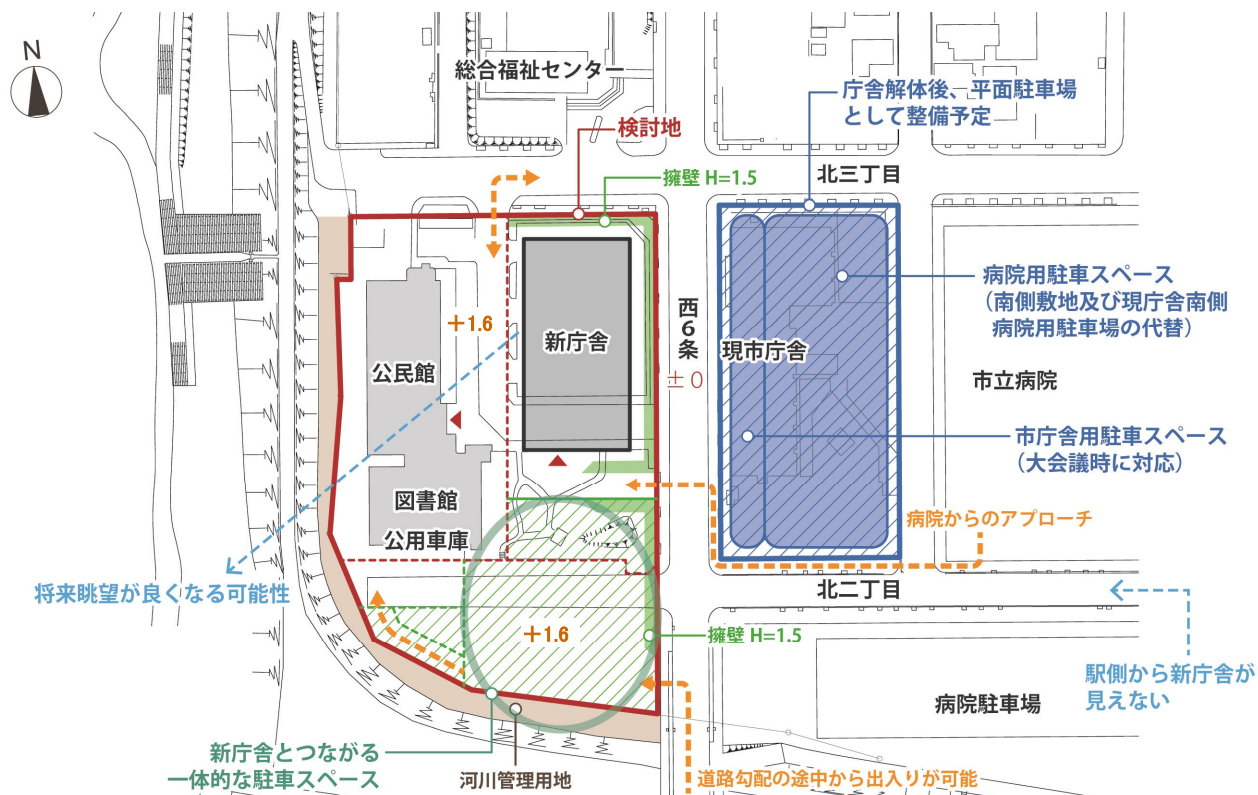 N
総合福祉センター
検討地
庁舎解体後、平面駐車場
として整備予定
擁壁 H=1.5
北三丁目
+1.6
新庁舎
西6条
±0
現市庁舎
病院用駐車スペース
（南側敷地及び現庁舎南側
病院用駐車場の代替）
公民館
市立病院
市庁舎用駐車スペース
（大会議時に対応）
図書館
公用車庫
病院からのアプローチ
将来眺望が良くなる可能性
北二丁目
+1.6
擁壁 H=1.5
駅側から新庁舎が
見えない
病院駐車場
新庁舎とつながる
一体的な駐車スペース
河川管理用地
道路勾配の途中から出入りが可能